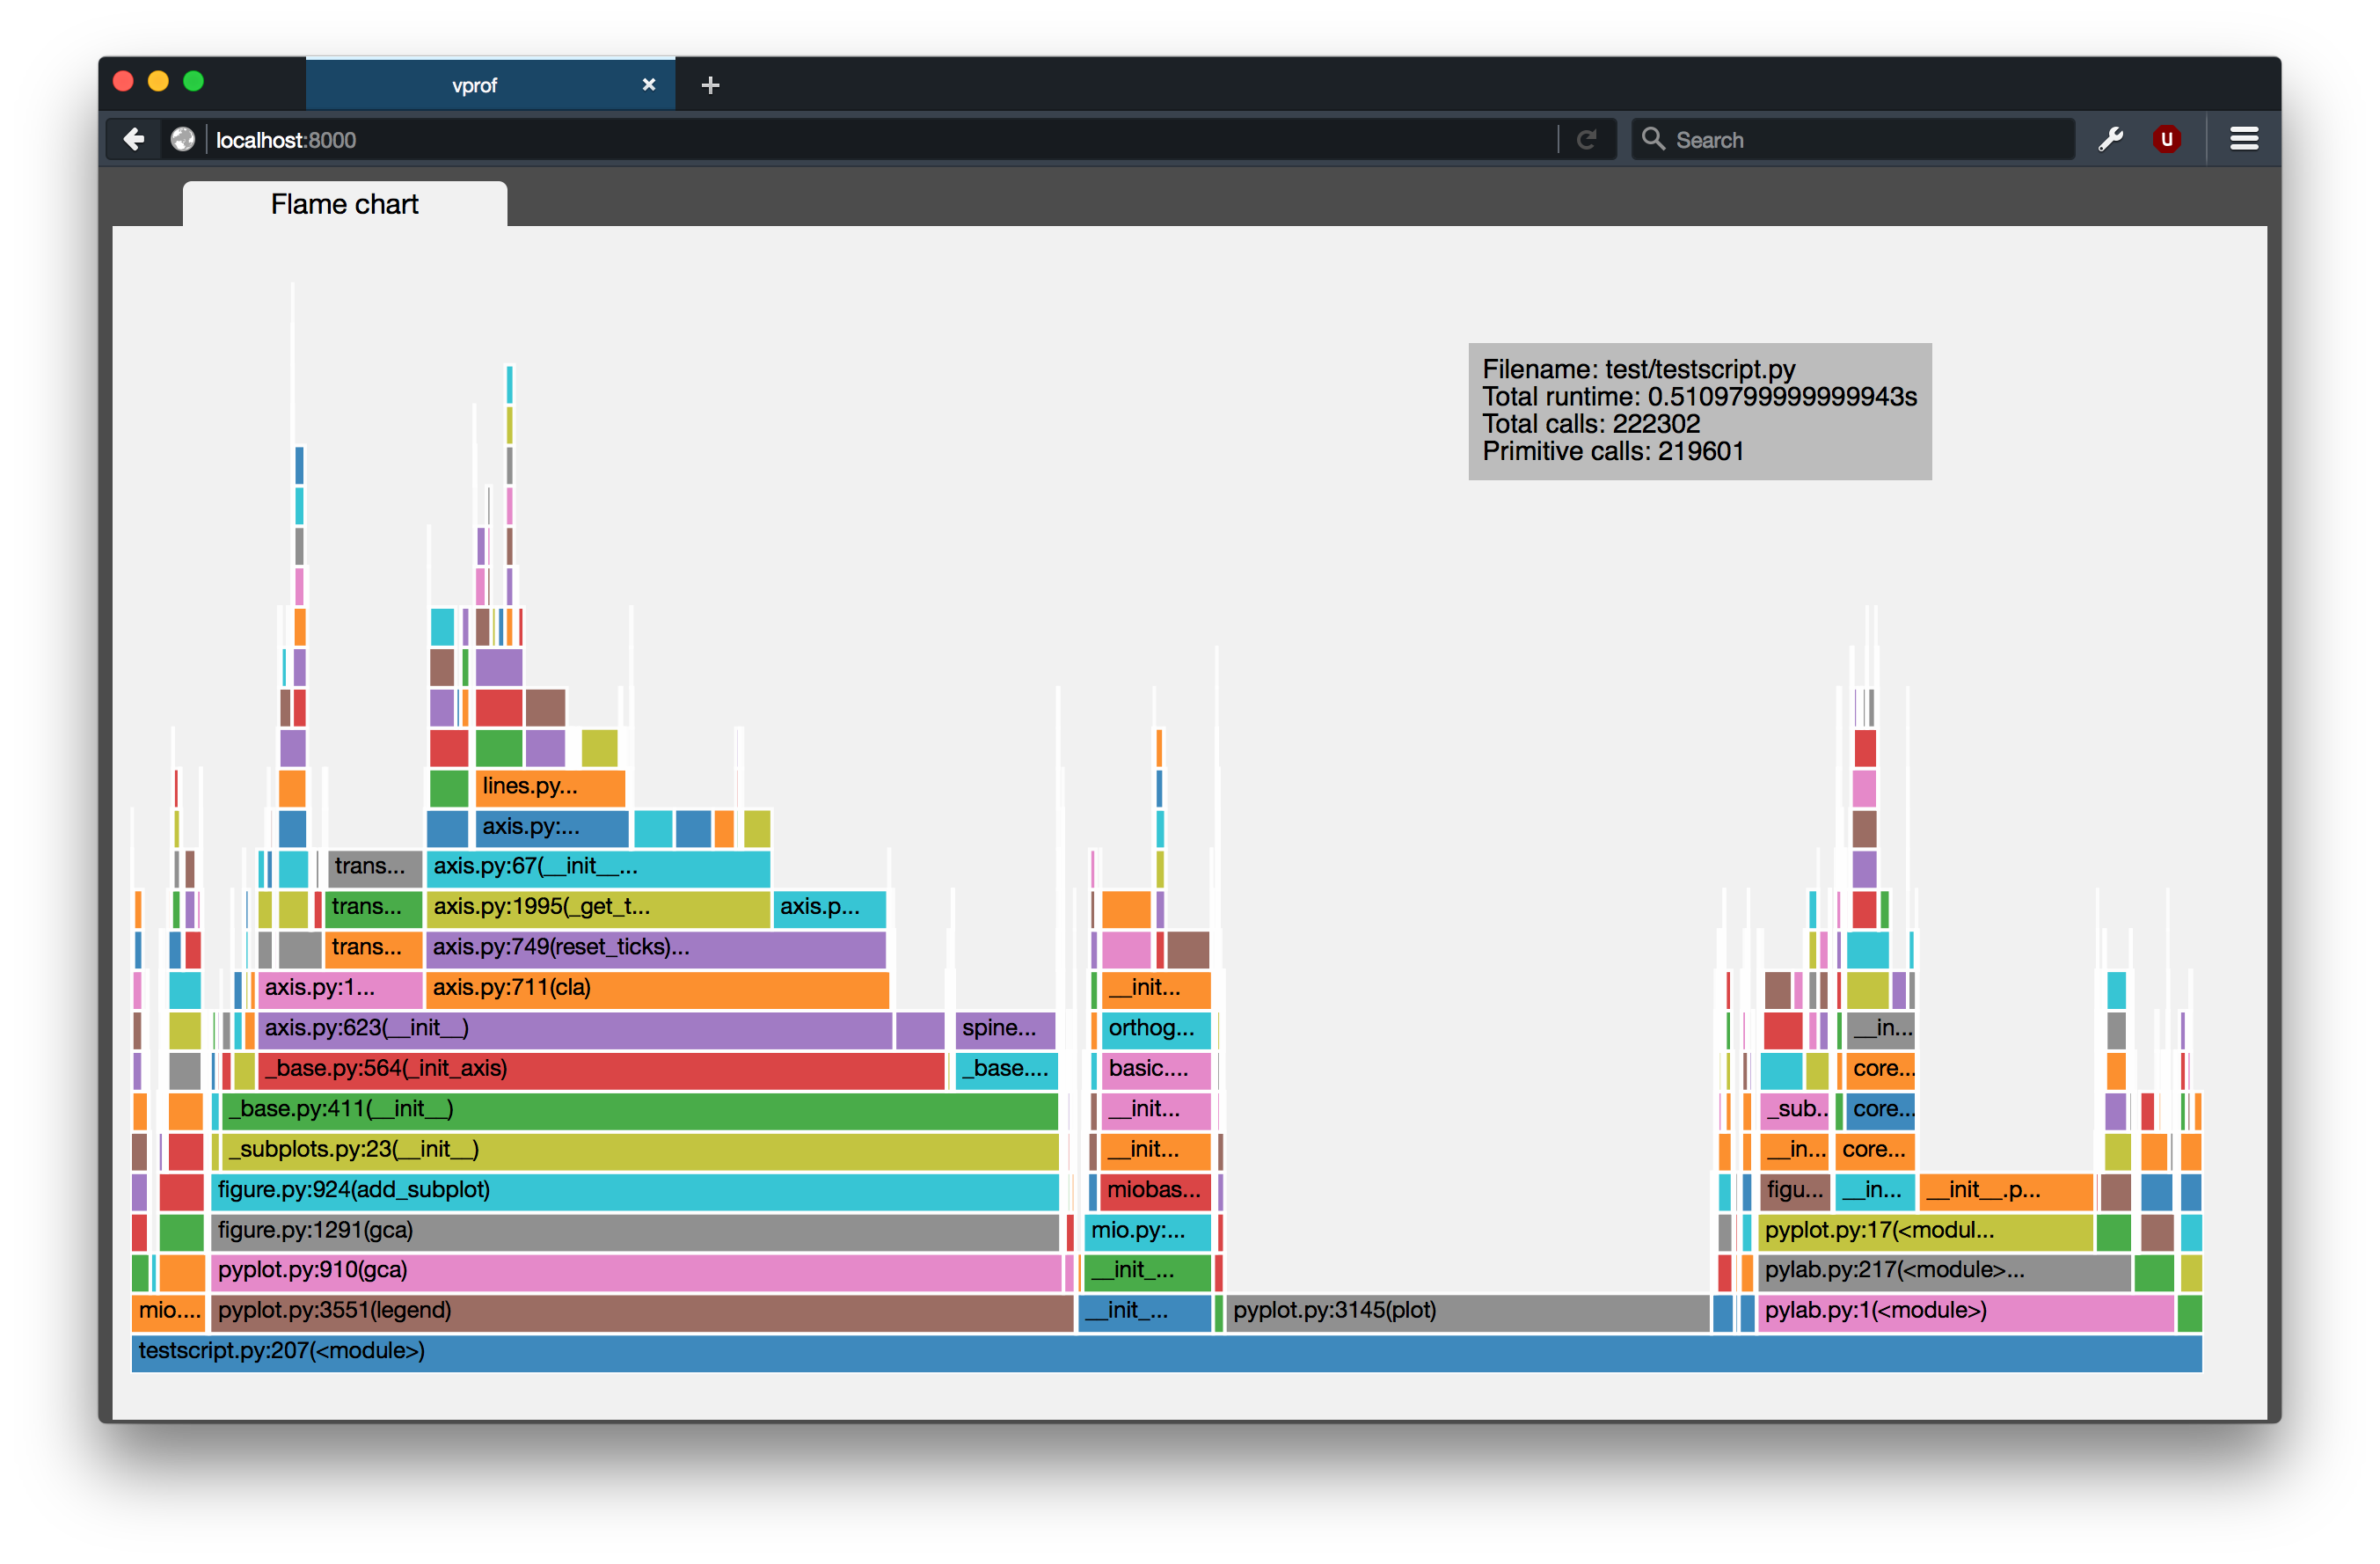 vprof
localhost:8000
Search
U
Flame chart
Filename: test/testscript.py
Total runtime: 0.5109799999999943s
Total calls: 222302
Primitive calls: 219601
lines.py...
axis.py:...
trans... axis.py:67(__init__...
trans... axis.py:1995(_get_t... axis.p...
trans... axis.py:749(reset_ticks)...
axis.py:1... axis.py:711(cla) __init...
axis.py:623(__init__) spine... orthog... __in...
_base.py:564(_init_axis) _base.... basic.... core...
_base.py:411(__init__) __init... _sub... core...
_subplots.py:23(__init__) __init... __in... core...
figure.py:924(add_subplot) miobas... figu... __in... __init__.p...
figure.py:1291(gca) mio.py:... pyplot.py:17(<modul...
pyplot.py:910(gca) __init_... pylab.py:217(<module>...
mio.... pyplot.py:3551(legend) __init_... pyplot.py:3145(plot) pylab.py:1(<module>)
testscript.py:207(<module>)